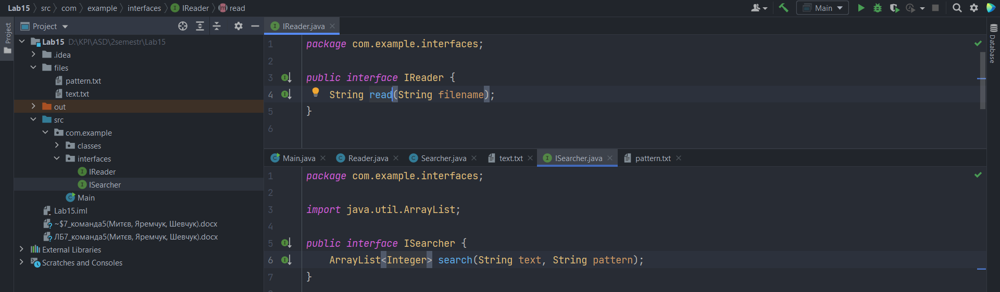 Lab15 src com example interfaces IReader read
Main
Project
Project
Lab15 D:\KPI\ASD\2semestr\Lab15
.idea
files
pattern.txt
text.txt
out
src
com.example
classes
interfaces
IReader
ISearcher
Main
Lab15.iml
~$7_команда5(Митєв, Яремчук, Шевчук).docx
ЛБ7_команда5(Митєв, Яремчук, Шевчук).docx
External Libraries
Scratches and Consoles
IReader.java
1 package com.example.interfaces;
2
3 public interface IReader {
4 String read(String filename);
5 }
6
Main.java Reader.java Searcher.java text.txt ISearcher.java pattern.txt
1 package com.example.interfaces;
2
3 import java.util.ArrayList;
4
5 public interface ISearcher {
6 ArrayList<Integer> search(String text, String pattern);
7 }
Database